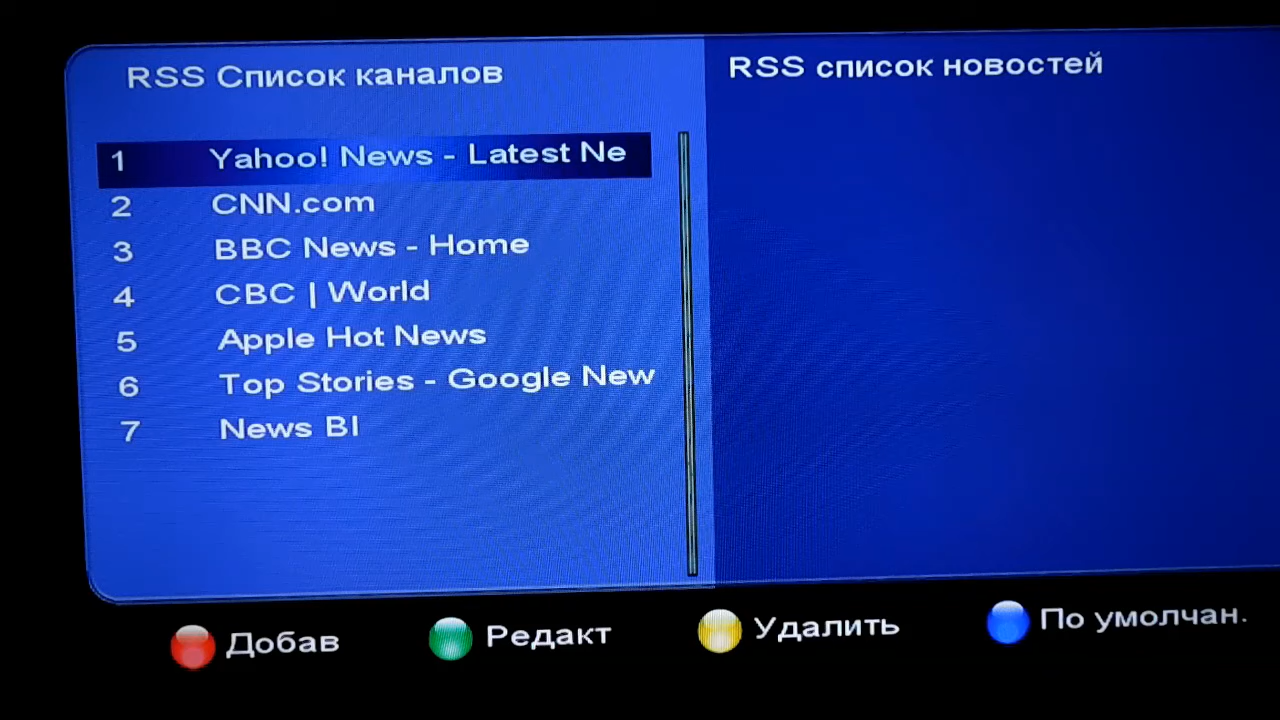 RSS Список каналов
1 Yahoo! News - Latest Ne
2 CNN.com
3 BBC News - Home
4 CBC | World
5 Apple Hot News
6 Top Stories - Google New
7 News BI
RSS список новостей
Добав Редакт Удалить По умолчан.